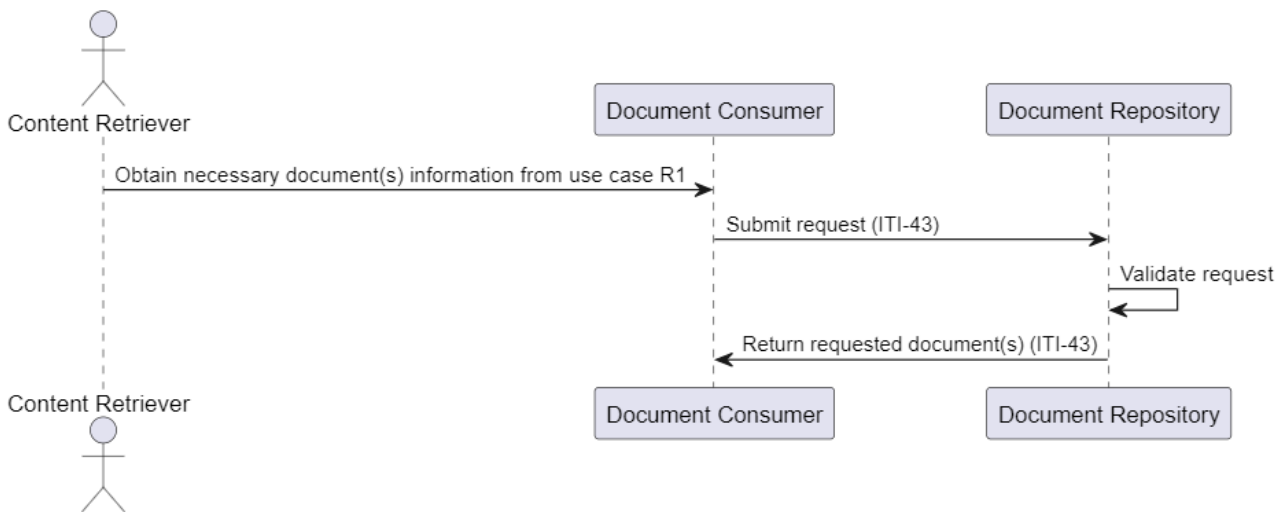 Content Retriever
Document Consumer
Document Repository
Obtain necessary document(s) information from use case R1
Submit request (ITI-43)
Validate request
Return requested document(s) (ITI-43)
Content Retriever
Document Consumer
Document Repository